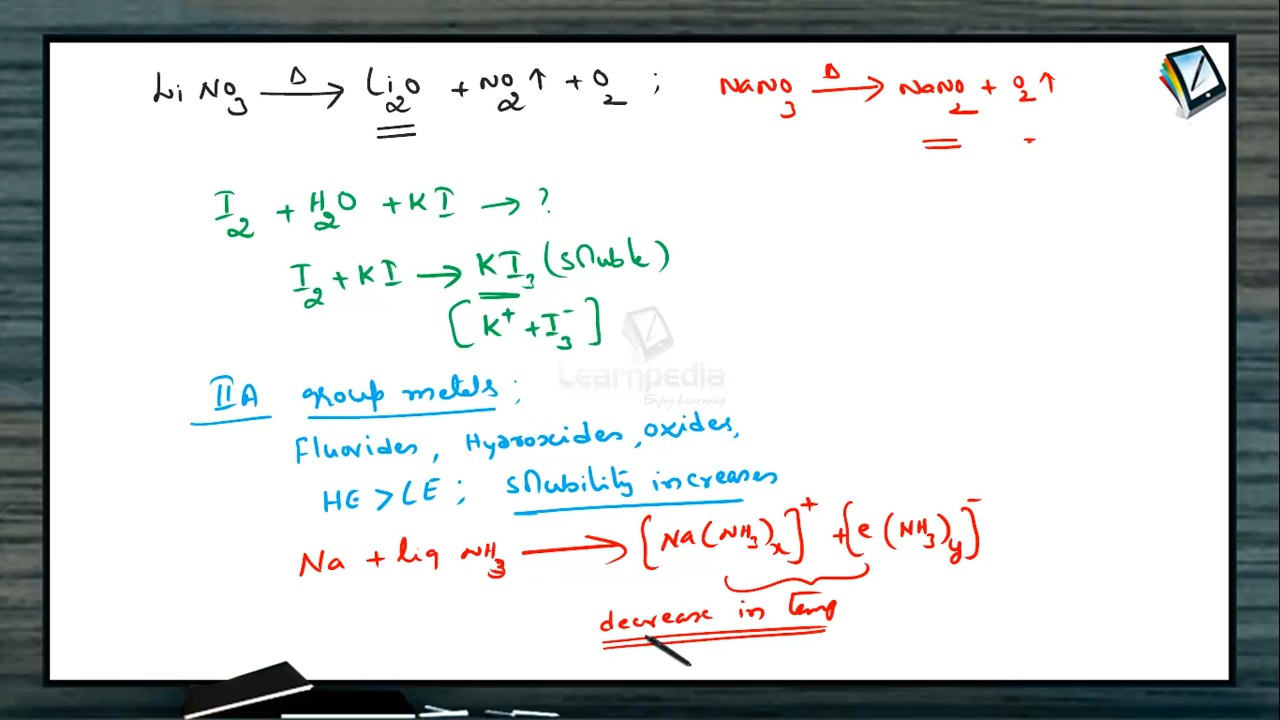 LiNO₃ —Δ→ Li₂O + NO₂↑ + O₂ ; NaNO₃ —Δ→ NaNO₂ + O₂↑
I₂ + H₂O + KI → ?
I₂ + KI → KI₃ (soluble)
[K⁺ + I₃⁻]
Learnpedia
Enjoy Learning
IIA group metals ;
Fluorides, Hydroxides, oxides,
HE > LE ; solubility increases
Na + liq NH₃ → [Na(NH₃)ₓ]⁺ + [e(NH₃)y]⁻
decrease in Temp